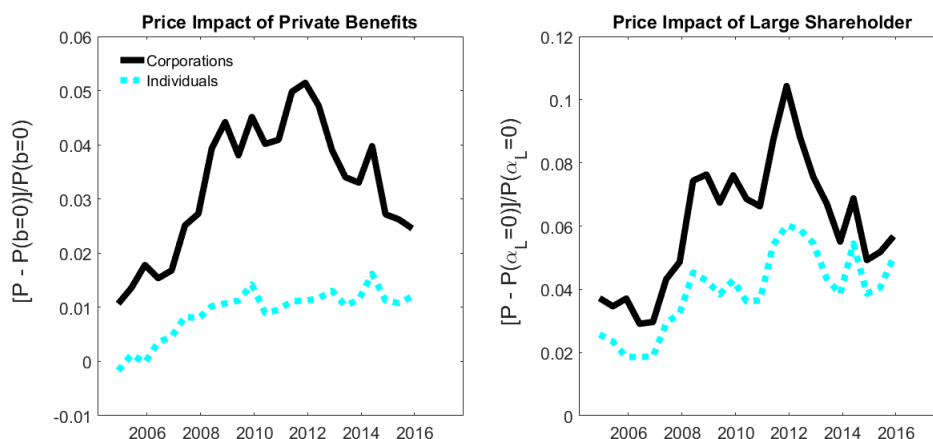 Price Impact of Private Benefits
[P - P(b=0)]/P(b=0)
0.06
0.05
0.04
0.03
0.02
0.01
0
-0.01
Corporations
Individuals
2006 2008 2010 2012 2014 2016
Price Impact of Large Shareholder
[P - P(α_L=0)]/P(α_L=0)
0.12
0.1
0.08
0.06
0.04
0.02
0
2006 2008 2010 2012 2014 2016